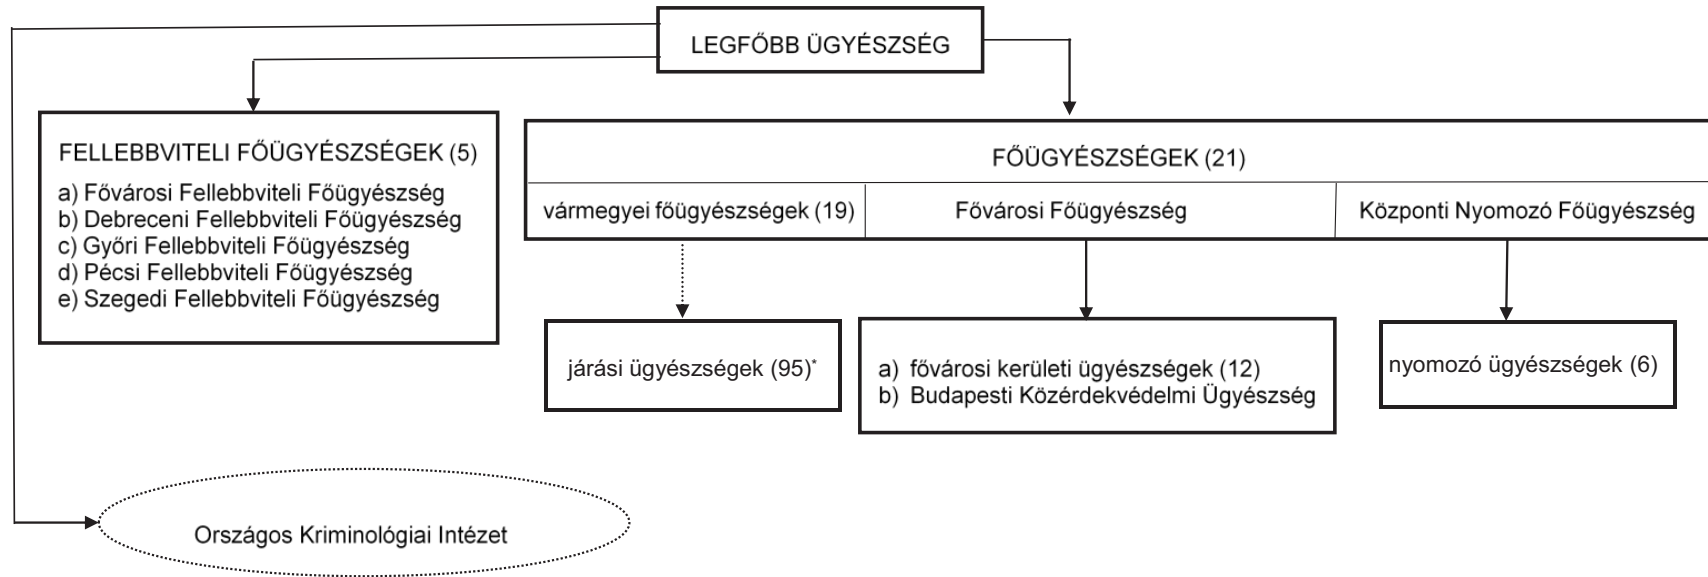 LEGFŐBB ÜGYÉSZSÉG
FELLEBBVITELI FŐÜGYÉSZSÉGEK (5)
a) Fővárosi Fellebbviteli Főügyészség
b) Debreceni Fellebbviteli Főügyészség
c) Győri Fellebbviteli Főügyészség
d) Pécsi Fellebbviteli Főügyészség
e) Szegedi Fellebbviteli Főügyészség
FŐÜGYÉSZSÉGEK (21)
vármegyei főügyészségek (19)
Fővárosi Főügyészség
Központi Nyomozó Főügyészség
járási ügyészségek (95)*
a) fővárosi kerületi ügyészségek (12)
b) Budapesti Közérdekvédelmi Ügyészség
nyomozó ügyészségek (6)
Országos Kriminológiai Intézet